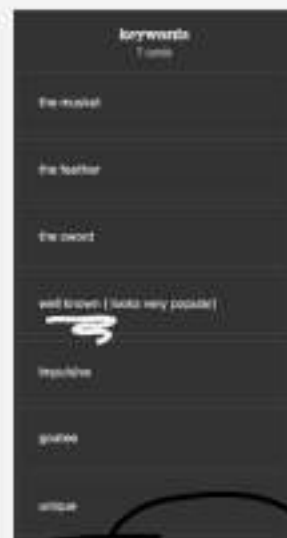 keywords
7 cards
the musket
the feather
the sword
well known ( looks very popular)
impulsive
goatee
unique